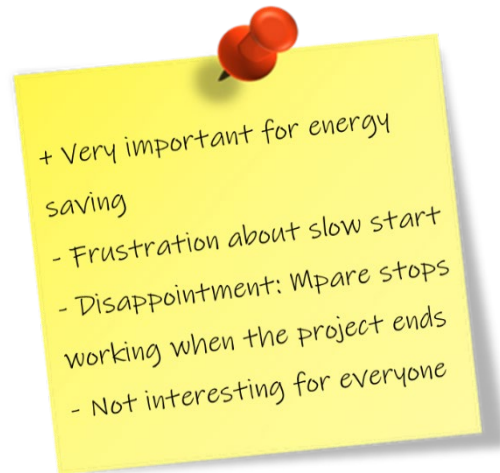 + Very important for energy
saving
- Frustration about slow start
- Disappointment: Mpare stops
working when the project ends
- Not interesting for everyone